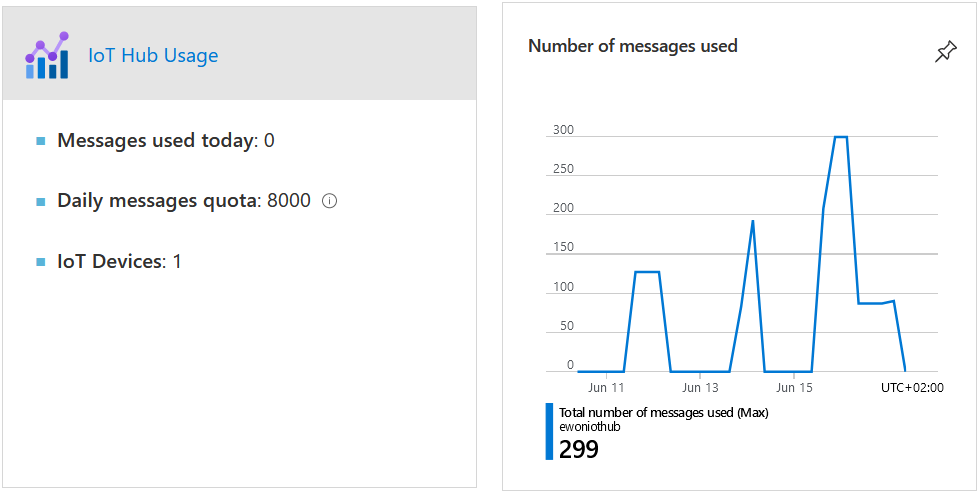 IoT Hub Usage
Messages used today: 0
Daily messages quota: 8000
IoT Devices: 1
Number of messages used
300
250
200
150
100
50
0
Jun 11
Jun 13
Jun 15
UTC+02:00
Total number of messages used (Max)
ewoniothub
299